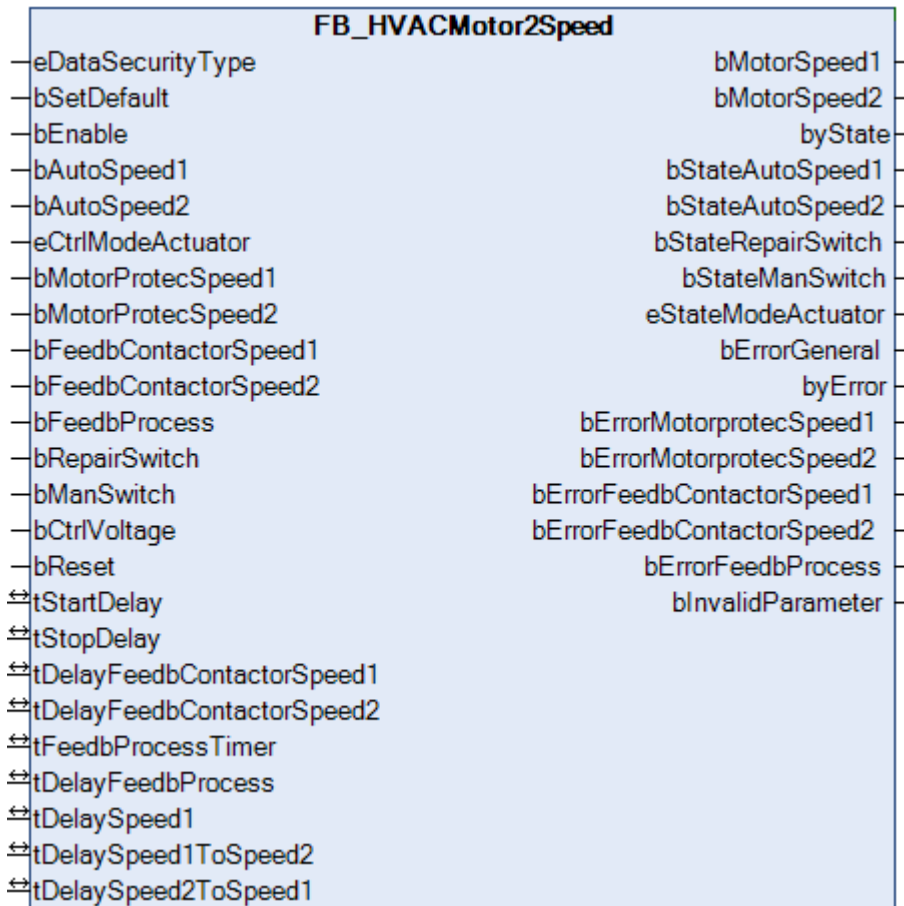 FB_HVACMotor2Speed
eDataSecurityType bMotorSpeed1
bSetDefault bMotorSpeed2
bEnable byState
bAutoSpeed1 bStateAutoSpeed1
bAutoSpeed2 bStateAutoSpeed2
eCtrlModeActuator bStateRepairSwitch
bMotorProtecSpeed1 bStateManSwitch
bMotorProtecSpeed2 eStateModeActuator
bFeedbContactorSpeed1 bErrorGeneral
bFeedbContactorSpeed2 byError
bFeedbProcess bErrorMotorprotecSpeed1
bRepairSwitch bErrorMotorprotecSpeed2
bManSwitch bErrorFeedbContactorSpeed1
bCtrlVoltage bErrorFeedbContactorSpeed2
bReset bErrorFeedbProcess
tStartDelay bInvalidParameter
tStopDelay
tDelayFeedbContactorSpeed1
tDelayFeedbContactorSpeed2
tFeedbProcessTimer
tDelayFeedbProcess
tDelaySpeed1
tDelaySpeed1ToSpeed2
tDelaySpeed2ToSpeed1